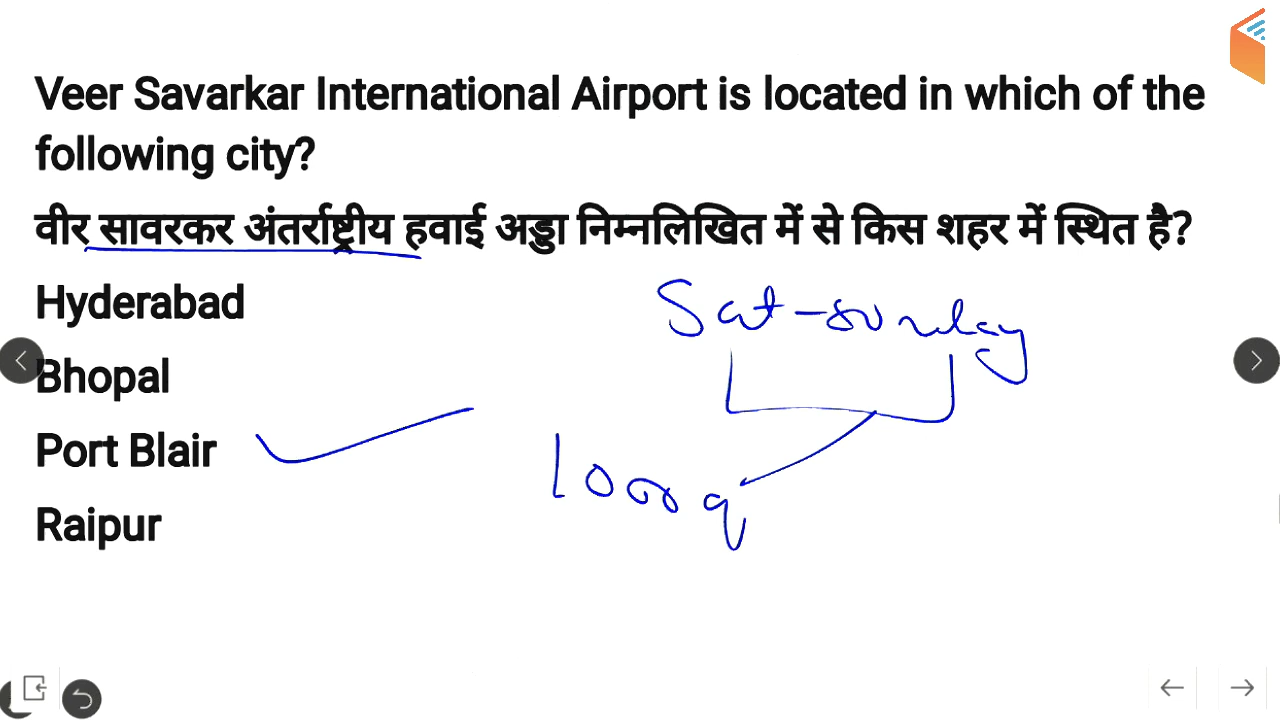 Veer Savarkar International Airport is located in which of the
following city?
वीर सावरकर अंतर्राष्ट्रीय हवाई अड्डा निम्नलिखित में से किस शहर में स्थित है?
Hyderabad
Sat-sunday
Bhopal
Port Blair
1000 q
Raipur